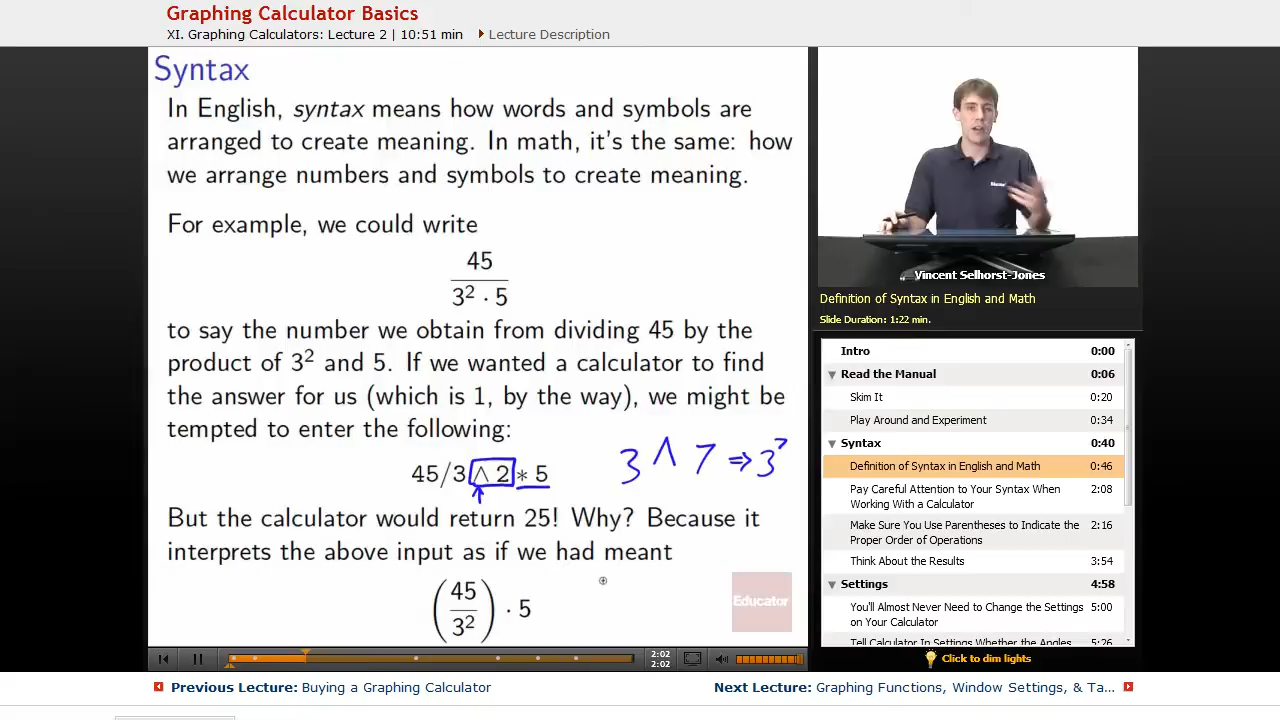 Graphing Calculator Basics
XI. Graphing Calculators: Lecture 2 | 10:51 min
Lecture Description
Syntax
In English, syntax means how words and symbols are
arranged to create meaning. In math, it's the same: how
we arrange numbers and symbols to create meaning.
For example, we could write
45
3² · 5
to say the number we obtain from dividing 45 by the
product of 3² and 5. If we wanted a calculator to find
the answer for us (which is 1, by the way), we might be
tempted to enter the following:
45/3 ∧ 2 ∗ 5
3 ∧ 7 ⇒ 3⁷
But the calculator would return 25! Why? Because it
interprets the above input as if we had meant
(45/3²) · 5
Educator
Vincent Selhorst-Jones
Definition of Syntax in English and Math
Slide Duration: 1:22 min.
Intro 0:00
Read the Manual 0:06
Skim It 0:20
Play Around and Experiment 0:34
Syntax 0:40
Definition of Syntax in English and Math 0:46
Pay Careful Attention to Your Syntax When 2:08
Working With a Calculator
Make Sure You Use Parentheses to Indicate the 2:16
Proper Order of Operations
Think About the Results 3:54
Settings 4:58
You'll Almost Never Need to Change the Settings 5:00
on Your Calculator
Tell Calculator In Settings Whether the Angles 5:26
2:02
2:02
Click to dim lights
Previous Lecture: Buying a Graphing Calculator
Next Lecture: Graphing Functions, Window Settings, & Ta...